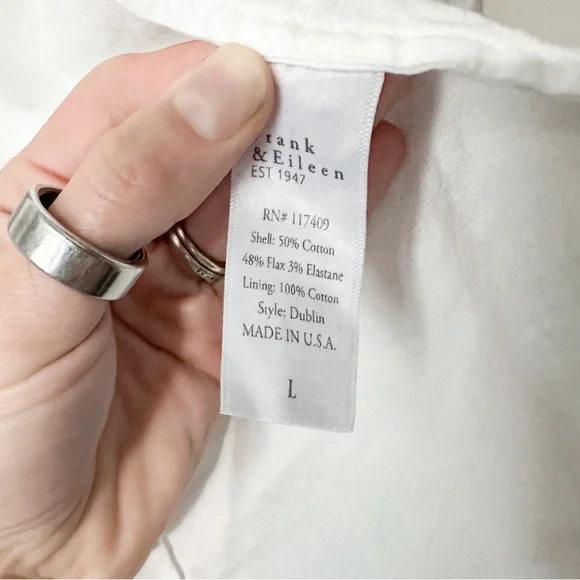 rank
& Eileen
EST 1947
RN# 117409
Shell: 50% Cotton
48% Flax 3% Elastane
Lining: 100% Cotton
Style: Dublin
MADE IN U.S.A.
L